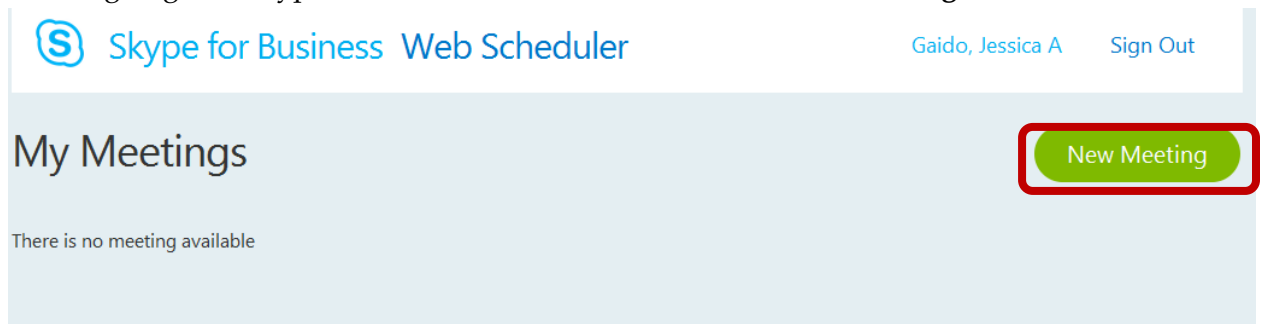 Skype for Business Web Scheduler Gaido, Jessica A Sign Out
My Meetings New Meeting
There is no meeting available